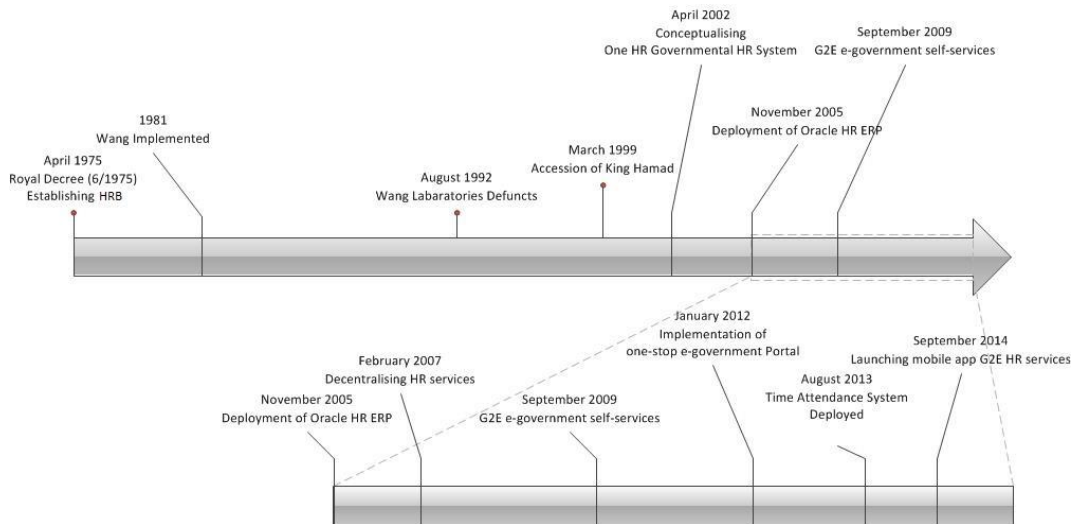 April 2002
Conceptualising
One HR Governmental HR System
September 2009
G2E e-government self-services
1981
Wang Implemented
November 2005
Deployment of Oracle HR ERP
April 1975
Royal Decree (6/1975)
Establishing HRB
August 1992
Wang Labaratories Defuncts
March 1999
Accession of King Hamad
January 2012
Implementation of
one-stop e-government Portal
September 2014
Launching mobile app G2E HR services
February 2007
Decentralising HR services
August 2013
Time Attendance System
Deployed
November 2005
Deployment of Oracle HR ERP
September 2009
G2E e-government self-services